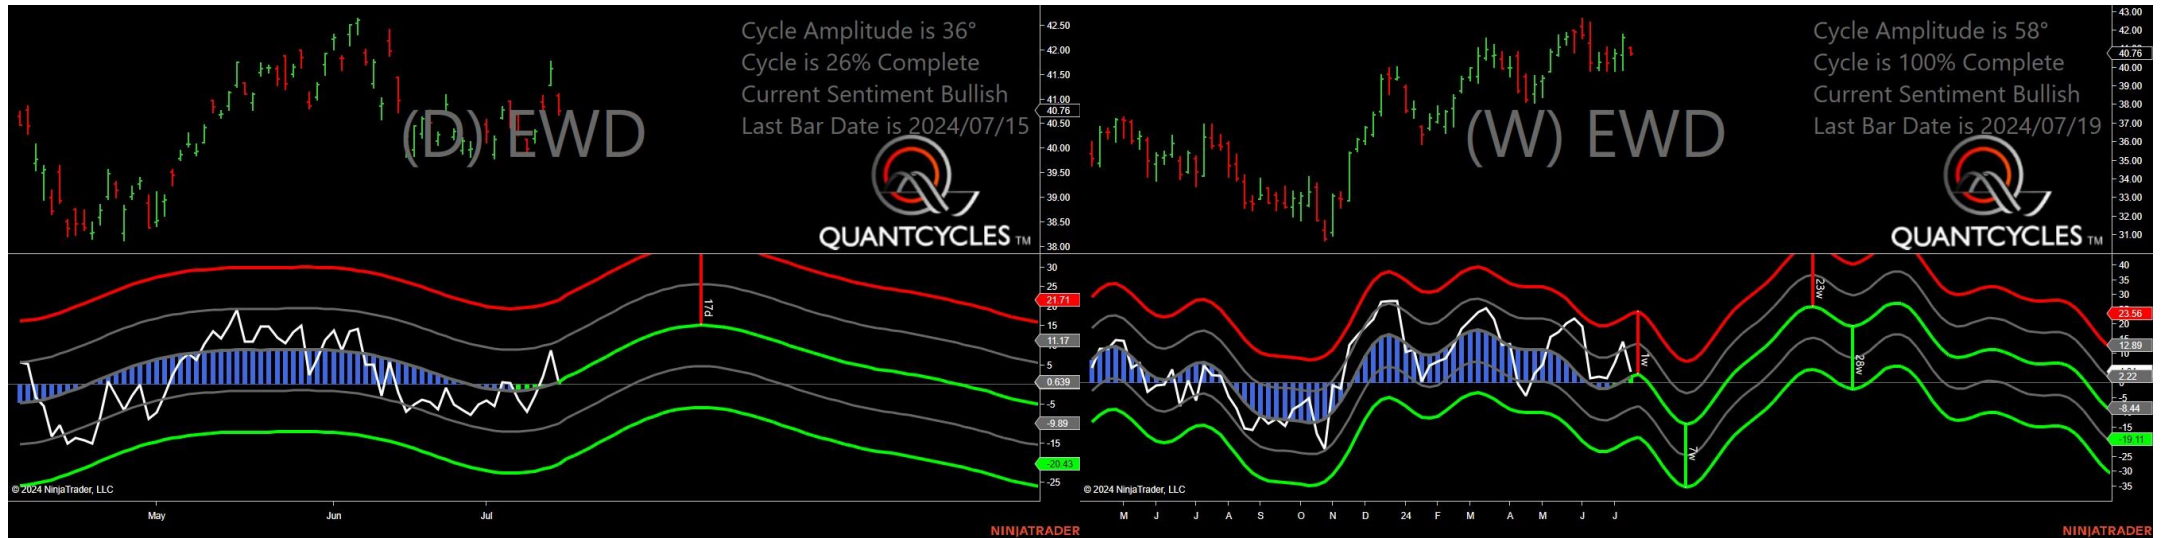 Cycle Amplitude is 36°
Cycle is 26% Complete
Current Sentiment Bullish
Last Bar Date is 2024/07/15
(D) EWD
QUANTCYCLES TM
42.50
42.00
41.50
41.00
40.76
40.50
40.00
39.50
39.00
38.50
38.00
30
25
21.71
20
15
11.17
5
0.639
-5
-9.89
-15
-20.43
-25
17d
© 2024 NinjaTrader, LLC
May
Jun
Jul
NINJATRADER
Cycle Amplitude is 58°
Cycle is 100% Complete
Current Sentiment Bullish
Last Bar Date is 2024/07/19
(W) EWD
QUANTCYCLES TM
43.00
42.00
40.76
40.00
39.00
38.00
37.00
36.00
35.00
34.00
33.00
32.00
31.00
40
35
30
23.56
20
12.89
10
2.22
-5
-8.44
-15
-19.11
-25
-30
-35
1w
7w
23w
28w
© 2024 NinjaTrader, LLC
M
J
J
A
S
O
N
D
24
F
M
A
M
J
J
NINJATRADER